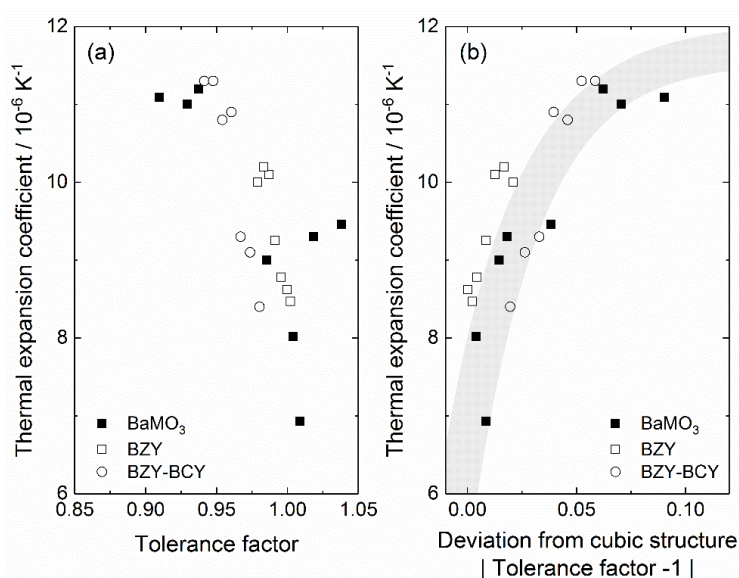 (a)
Thermal expansion coefficient / 10⁻⁶ K⁻¹
12
10
8
6
BaMO₃
BZY
BZY-BCY
0.85 0.90 0.95 1.00 1.05
Tolerance factor
(b)
Thermal expansion coefficient / 10⁻⁶ K⁻¹
12
10
8
6
BaMO₃
BZY
BZY-BCY
0.00 0.05 0.10
Deviation from cubic structure
| Tolerance factor -1 |